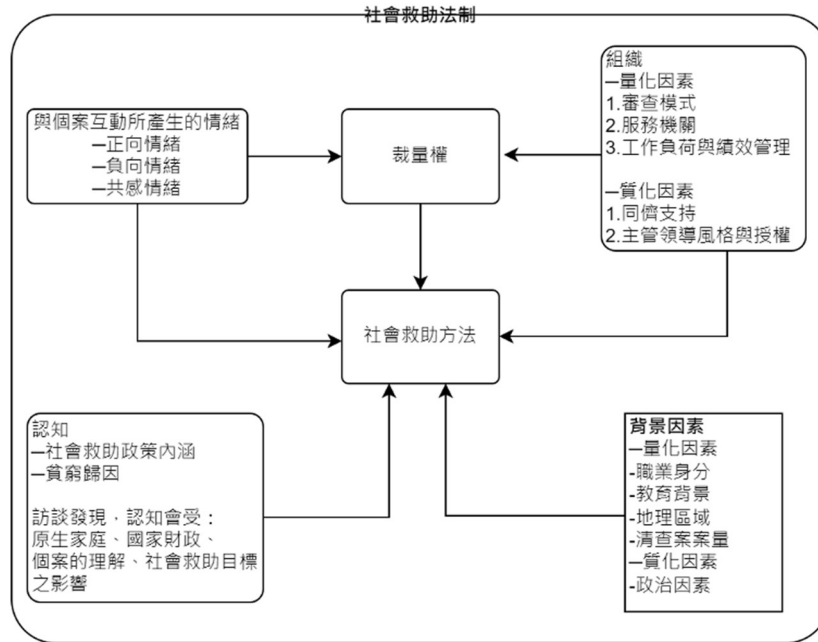 社會救助法制
與個案互動所產生的情緒
—正向情緒
—負向情緒
—共感情緒
裁量權
組織
—量化因素
1.審查模式
2.服務機關
3.工作負荷與績效管理
—質化因素
1.同儕支持
2.主管領導風格與授權
社會救助方法
認知
—社會救助政策內涵
—貧窮歸因
訪談發現，認知會受：
原生家庭、國家財政、
個案的理解、社會救助目標
之影響
背景因素
—量化因素
-職業身分
-教育背景
-地理區域
-清查案案量
—質化因素
-政治因素